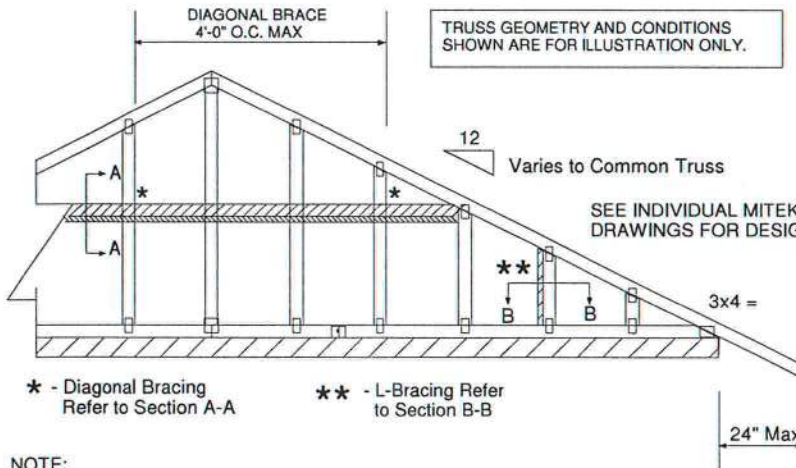 DIAGONAL BRACE
4'-0" O.C. MAX
TRUSS GEOMETRY AND CONDITIONS
SHOWN ARE FOR ILLUSTRATION ONLY.
12
Varies to Common Truss
A
*
*
A
SEE INDIVIDUAL MITEK
DRAWINGS FOR DESIG
**
B
B
3x4 =
* - Diagonal Bracing
Refer to Section A-A
** - L-Bracing Refer
to Section B-B
24" Max
NOTE: